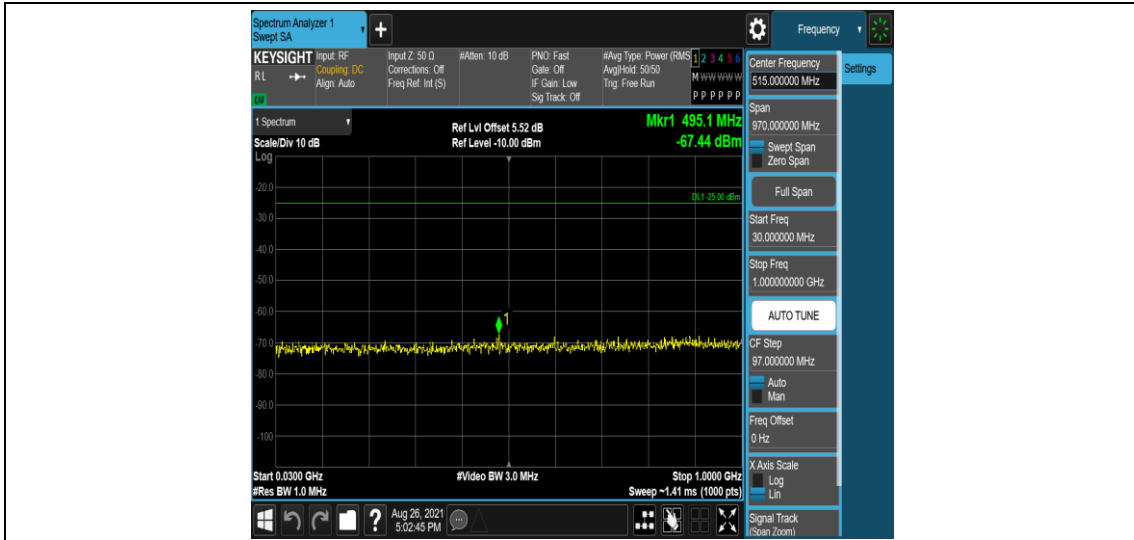 Spectrum Analyzer 1
Swept SA
+
Frequency
KEYSIGHT
RL
LXI
Input: RF
Coupling: DC
Align: Auto
Input Z: 50 Ω
Corrections: Off
Freq Ref: Int (S)
#Atten: 10 dB
PNO: Fast
Gate: Off
IF Gain: Low
Sig Track: Off
#Avg Type: Power (RMS
Avg|Hold: 50/50
Trig: Free Run
1 2 3 4 5 6
M W W W W W
P P P P P P
1 Spectrum
Scale/Div 10 dB
Log
Ref Lvl Offset 5.52 dB
Ref Level -10.00 dBm
Mkr1 495.1 MHz
-67.44 dBm
-20.0
DL1 -25.00 dBm
-30.0
-40.0
-50.0
-60.0
1
-70.0
-80.0
-90.0
-100
Start 0.0300 GHz
#Res BW 1.0 MHz
#Video BW 3.0 MHz
Stop 1.0000 GHz
Sweep ~1.41 ms (1000 pts)
?
Aug 26, 2021
5:02:45 PM
Center Frequency
515.000000 MHz
Settings
Span
970.000000 MHz
Swept Span
Zero Span
Full Span
Start Freq
30.000000 MHz
Stop Freq
1.000000000 GHz
AUTO TUNE
CF Step
97.000000 MHz
Auto
Man
Freq Offset
0 Hz
X Axis Scale
Log
Lin
Signal Track
(Span Zoom)